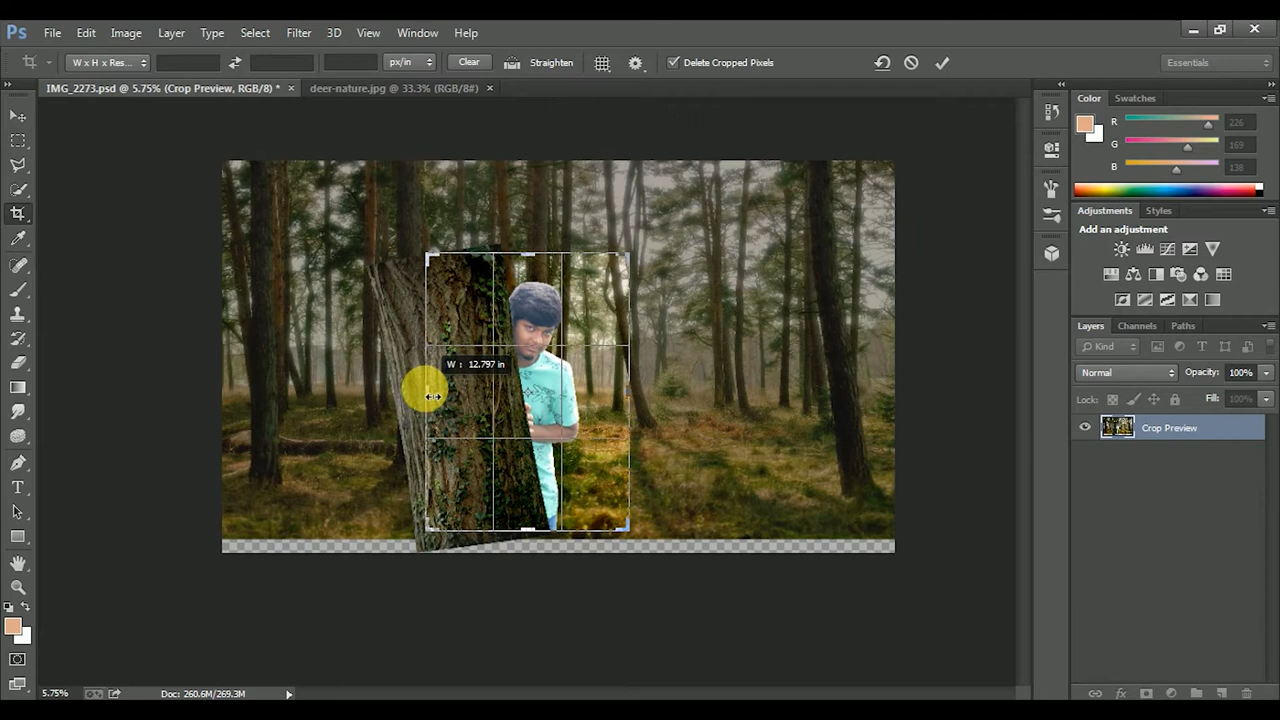 Ps File Edit Image Layer Type Select Filter 3D View Window Help
W x H x Res... px/in Clear Straighten Delete Cropped Pixels Essentials
IMG_2273.psd @ 5.75% (Crop Preview, RGB/8) * × deer-nature.jpg @ 33.3% (RGB/8#) ×
Color Swatches
R 226
G 169
B 138
Adjustments Styles
Add an adjustment
Layers Channels Paths
Kind
Normal Opacity: 100%
Lock: Fill: 100%
Crop Preview
W : 12.797 in
5.75% Doc: 260.6M/269.3M